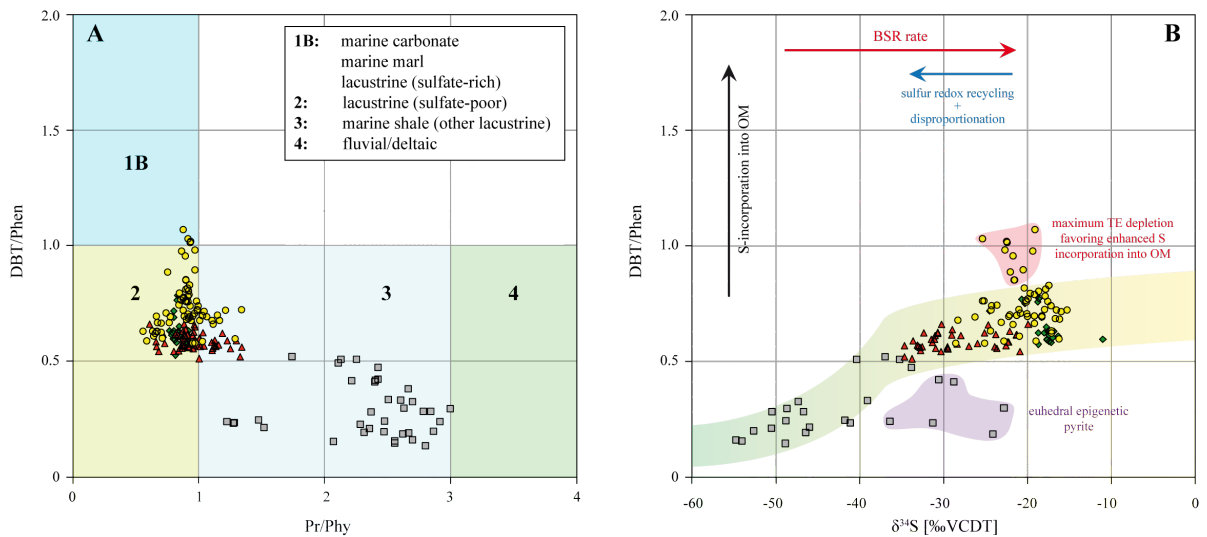 A
1B: marine carbonate
marine marl
lacustrine (sulfate-rich)
2: lacustrine (sulfate-poor)
3: marine shale (other lacustrine)
4: fluvial/deltaic
1B
2
3
4
2.0
1.5
1.0
0.5
0
DBT/Phen
0
1
2
3
4
Pr/Phy
B
BSR rate
sulfur redox recycling
+
disproportionation
S-incorporation into OM
maximum TE depletion
favoring enhanced S
incorporation into OM
euhedral epigenetic
pyrite
2.0
1.5
1.0
0.5
0
DBT/Phen
-60
-50
-40
-30
-20
-10
0
δ³⁴S [‰VCDT]